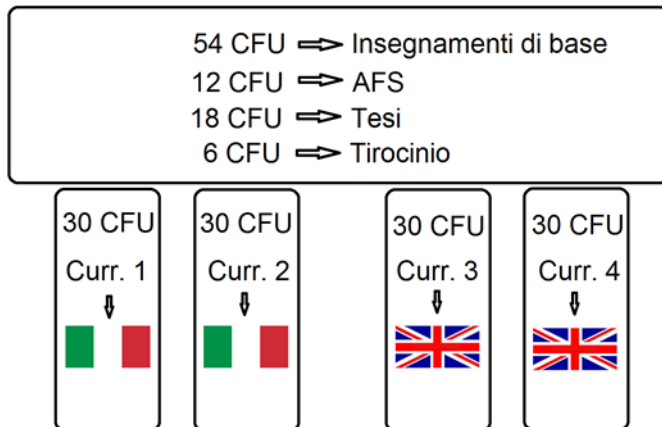 54 CFU ⇒ Insegnamenti di base
12 CFU ⇒ AFS
18 CFU ⇒ Tesi
6 CFU ⇒ Tirocinio
30 CFU
Curr. 1
30 CFU
Curr. 2
30 CFU
Curr. 3
30 CFU
Curr. 4